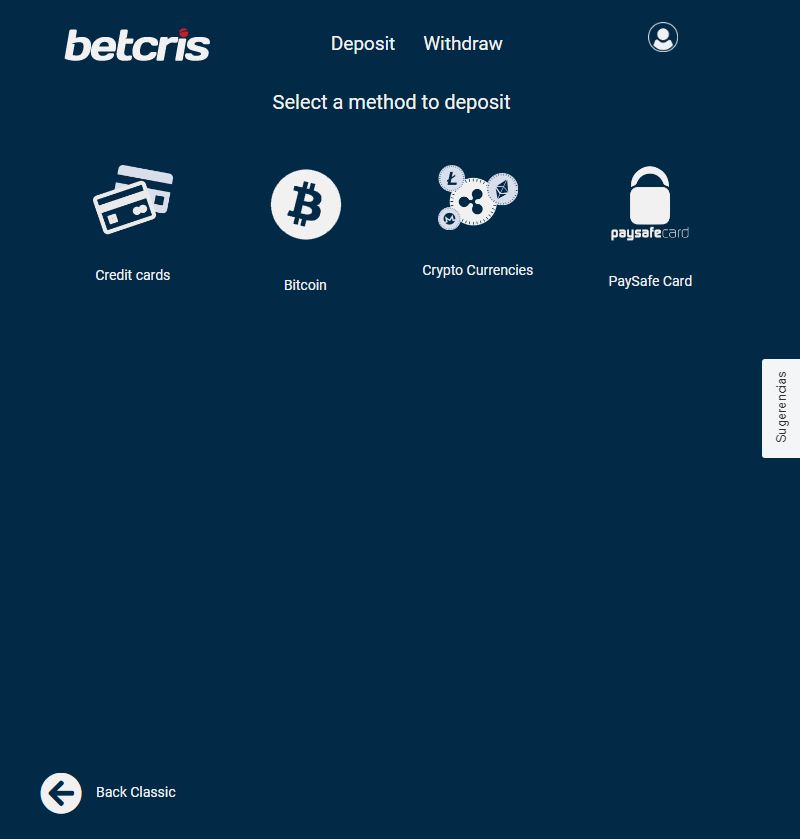 betcris
Deposit
Withdraw
Select a method to deposit
paysafecard
Credit cards
Bitcoin
Crypto Currencies
PaySafe Card
Sugerencias
Back Classic